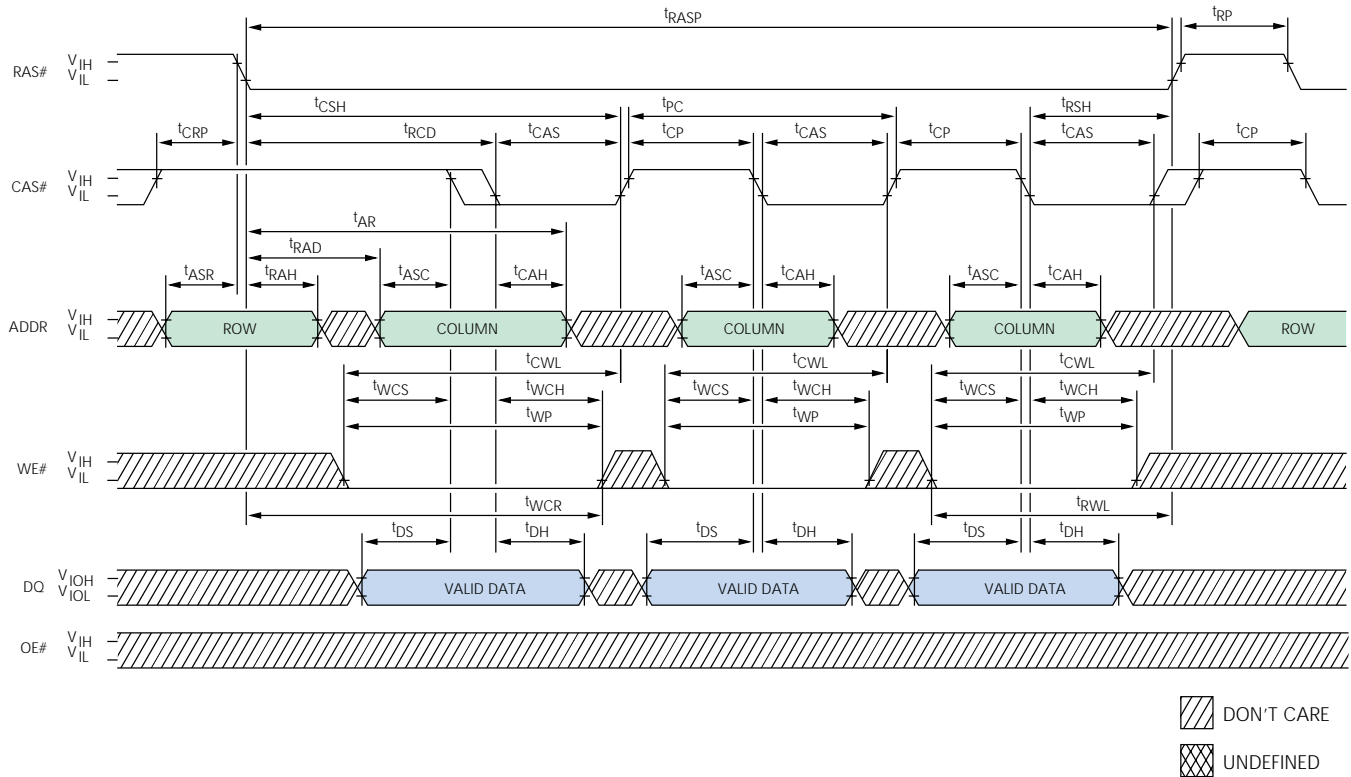 tRASP tRP
RAS# VIH
VIL
tCSH tPC tRSH
tCRP tRCD tCAS tCP tCAS tCP tCAS tCP
CAS# VIH
VIL
tAR
tRAD
tASR tRAH tASC tCAH tASC tCAH tASC tCAH
ADDR VIH
VIL
ROW COLUMN COLUMN COLUMN ROW
tCWL tCWL tCWL
tWCS tWCH tWCS tWCH tWCS tWCH
tWP tWP tWP
WE# VIH
VIL
tWCR tRWL
tDS tDH tDS tDH tDS tDH
DQ VIOH
VIOL
VALID DATA VALID DATA VALID DATA
OE# VIH
VIL
DON'T CARE
UNDEFINED